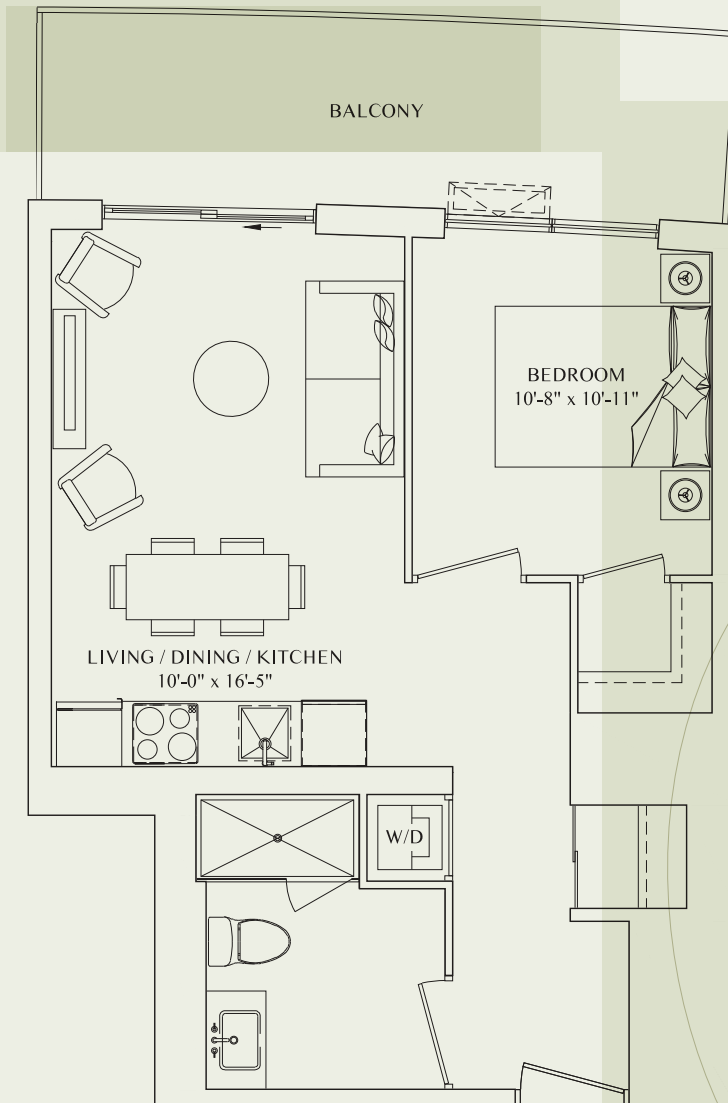 BALCONY
BEDROOM
10'-8" x 10'-11"
LIVING / DINING / KITCHEN
10'-0" x 16'-5"
W/D